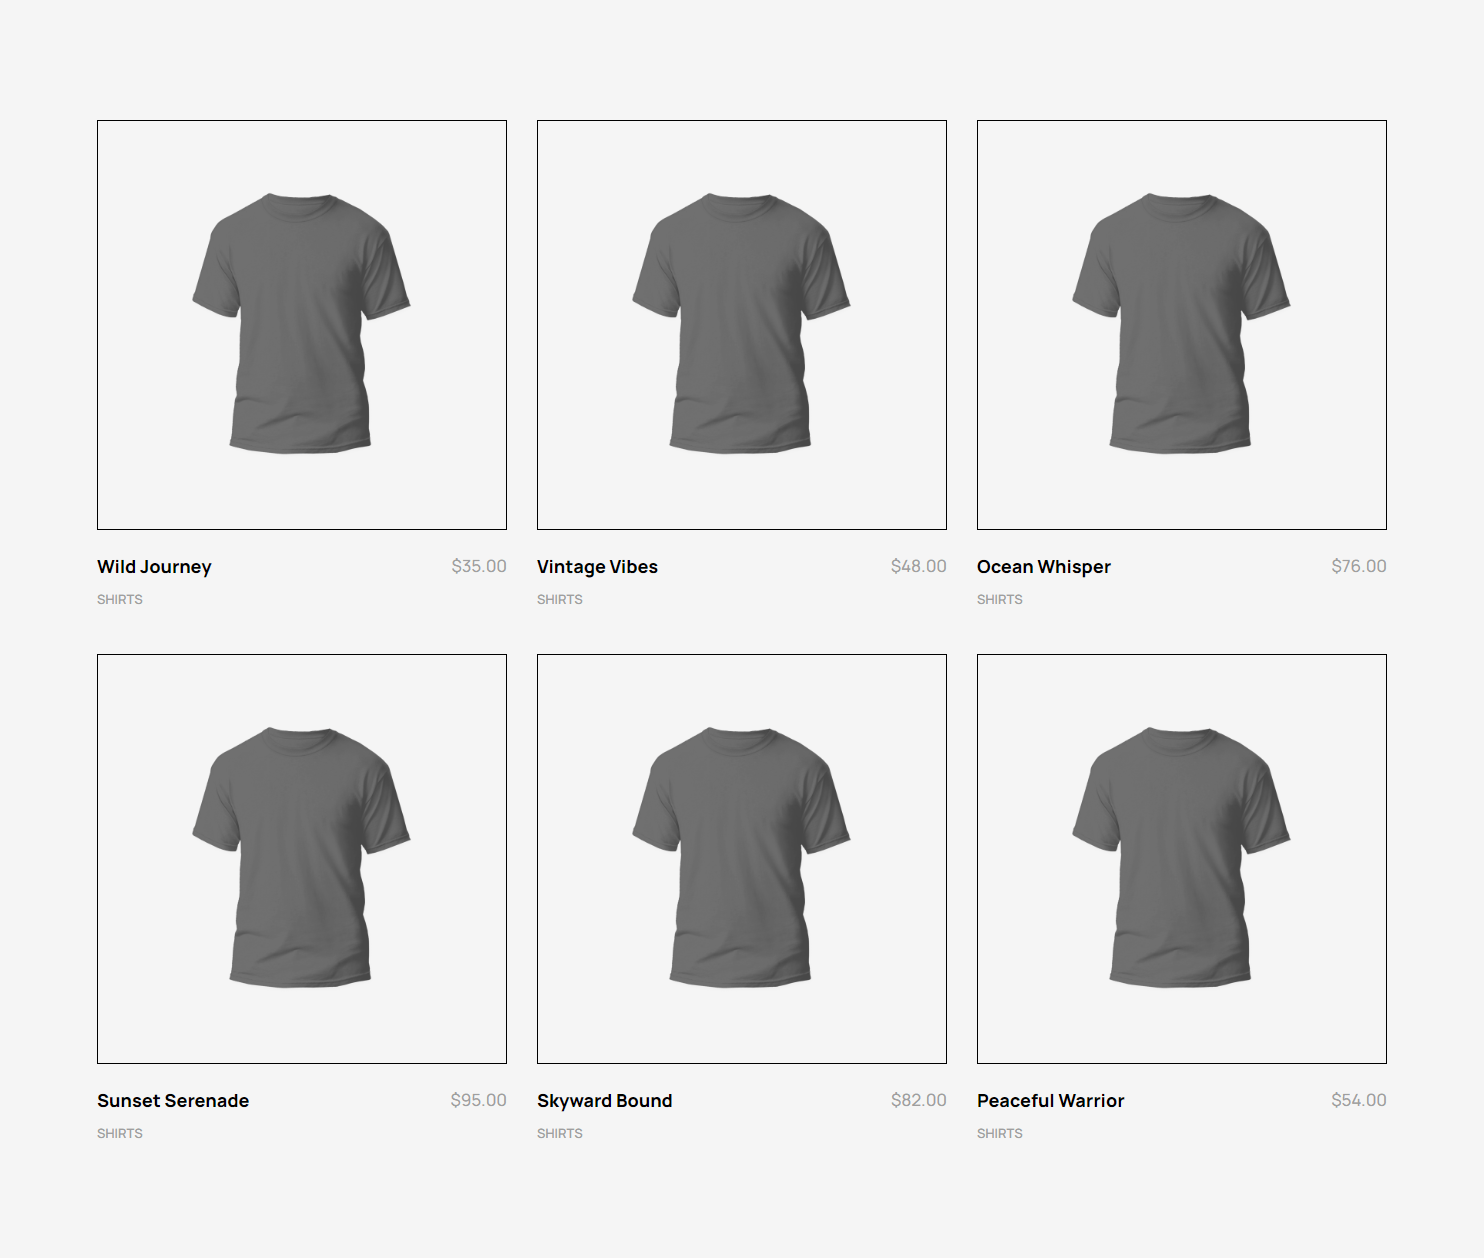 Wild Journey $35.00
SHIRTS
Vintage Vibes $48.00
SHIRTS
Ocean Whisper $76.00
SHIRTS
Sunset Serenade $95.00
SHIRTS
Skyward Bound $82.00
SHIRTS
Peaceful Warrior $54.00
SHIRTS